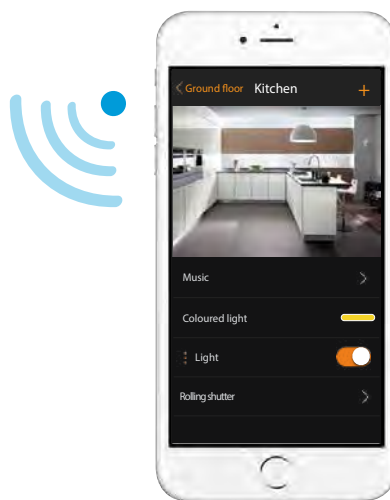 Ground floor Kitchen
Music
Coloured light
Light
Rolling shutter